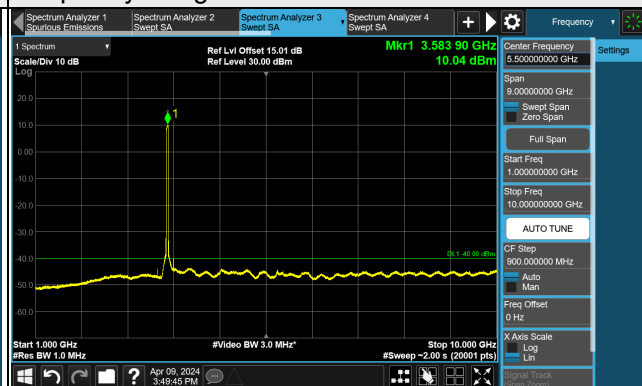 Spectrum Analyzer 1
Spurious Emissions
Spectrum Analyzer 2
Swept SA
Spectrum Analyzer 3
Swept SA
Spectrum Analyzer 4
Swept SA
Frequency
1 Spectrum
Scale/Div 10 dB
Log
Ref Lvl Offset 15.01 dB
Ref Level 30.00 dBm
Mkr1 3.583 90 GHz
10.04 dBm
20.0
10.0
0.00
-10.0
-20.0
-30.0
-40.0
-50.0
-60.0
1
DL1 -40.00 dBm
Start 1.000 GHz
#Res BW 1.0 MHz
#Video BW 3.0 MHz*
Stop 10.000 GHz
#Sweep ~2.00 s (20001 pts)
Center Frequency
5.500000000 GHz
Settings
Span
9.00000000 GHz
Swept Span
Zero Span
Full Span
Start Freq
1.000000000 GHz
Stop Freq
10.000000000 GHz
AUTO TUNE
CF Step
900.000000 MHz
Auto
Man
Freq Offset
0 Hz
X Axis Scale
Log
Lin
Signal Track
(Span Zoom)
Apr 09, 2024
3:49:45 PM